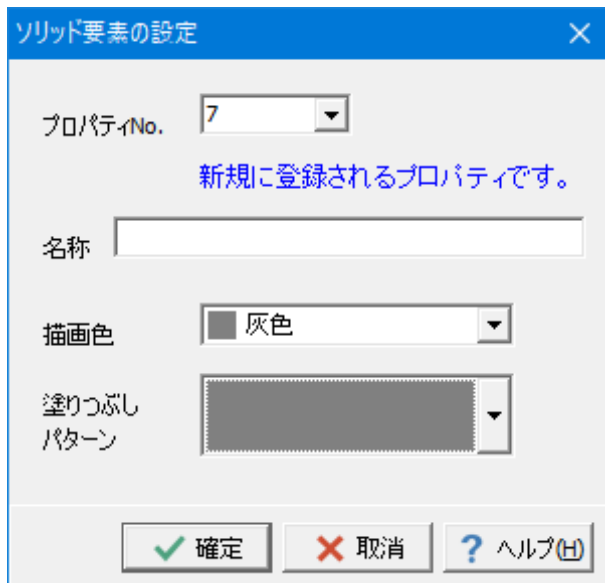 ソリッド要素の設定
プロパティNo.
7
新規に登録されるプロパティです。
名称
描画色
灰色
塗りつぶし
パターン
確定
取消
ヘルプ(H)